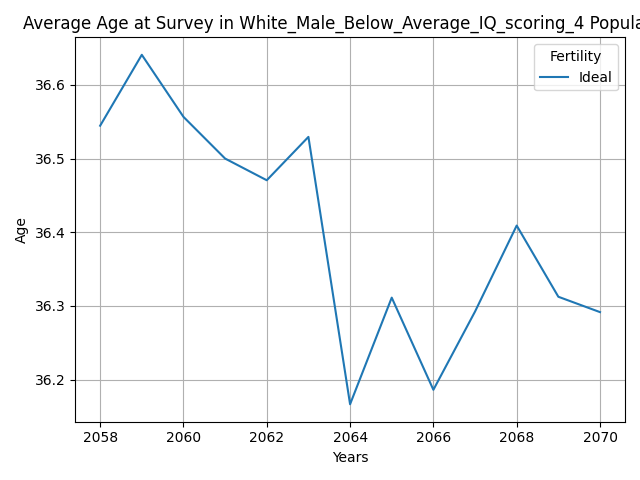 Average Age at Survey in White_Male_Below_Average_IQ_scoring_4 Popula
Fertility
Ideal
36.6
36.5
36.4
36.3
36.2
Age
2058 2060 2062 2064 2066 2068 2070
Years